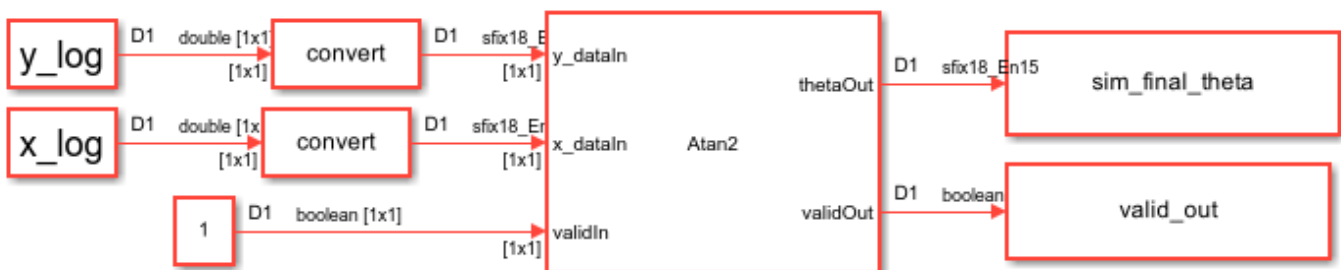 y_log D1 double [1x1] [1x1] convert D1 sfix18_E [1x1] y_dataIn
x_log D1 double [1x [1x1] convert D1 sfix18_En [1x1] x_dataIn
1 D1 boolean [1x1] [1x1] validIn
Atan2
thetaOut D1 sfix18_En15 sim_final_theta
validOut D1 boolean valid_out